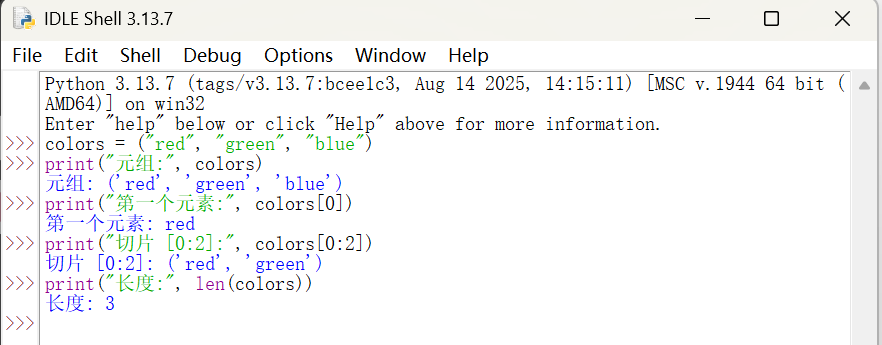 IDLE Shell 3.13.7
File Edit Shell Debug Options Window Help
Python 3.13.7 (tags/v3.13.7:bcee1c3, Aug 14 2025, 14:15:11) [MSC v.1944 64 bit (
AMD64)] on win32
Enter "help" below or click "Help" above for more information.
>>> colors = ("red", "green", "blue")
>>> print("元组:", colors)
元组: ('red', 'green', 'blue')
>>> print("第一个元素:", colors[0])
第一个元素: red
>>> print("切片 [0:2]:", colors[0:2])
切片 [0:2]: ('red', 'green')
>>> print("长度:", len(colors))
长度: 3
>>>